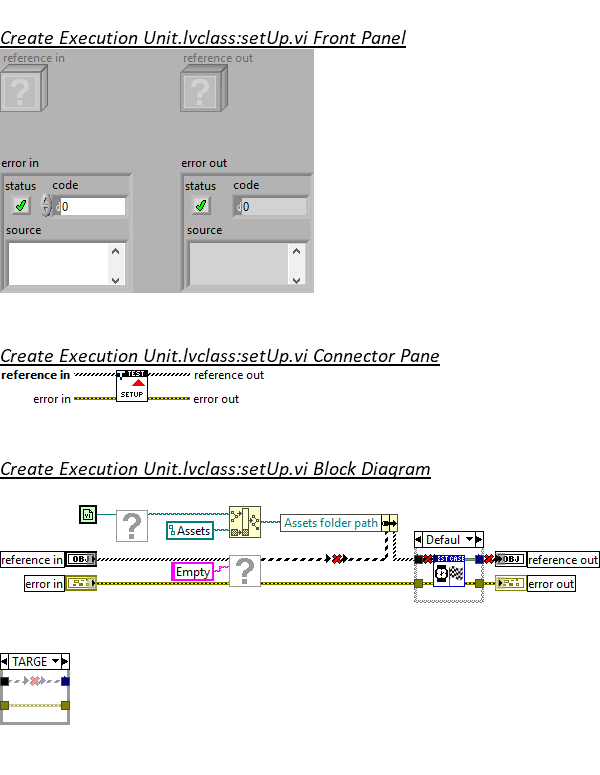 Create Execution Unit.lvclass:setUp.vi Front Panel
reference in
reference out
?
?
error in
error out
status code
status code
0
0
source
source
Create Execution Unit.lvclass:setUp.vi Connector Pane
reference in
reference out
TEST
SETUP
error in
error out
Create Execution Unit.lvclass:setUp.vi Block Diagram
vi
?
Assets
Assets folder path
Defaul
reference in
OBJ
Empty
?
EST CASE
OBJ
reference out
error in
error out
TARGE